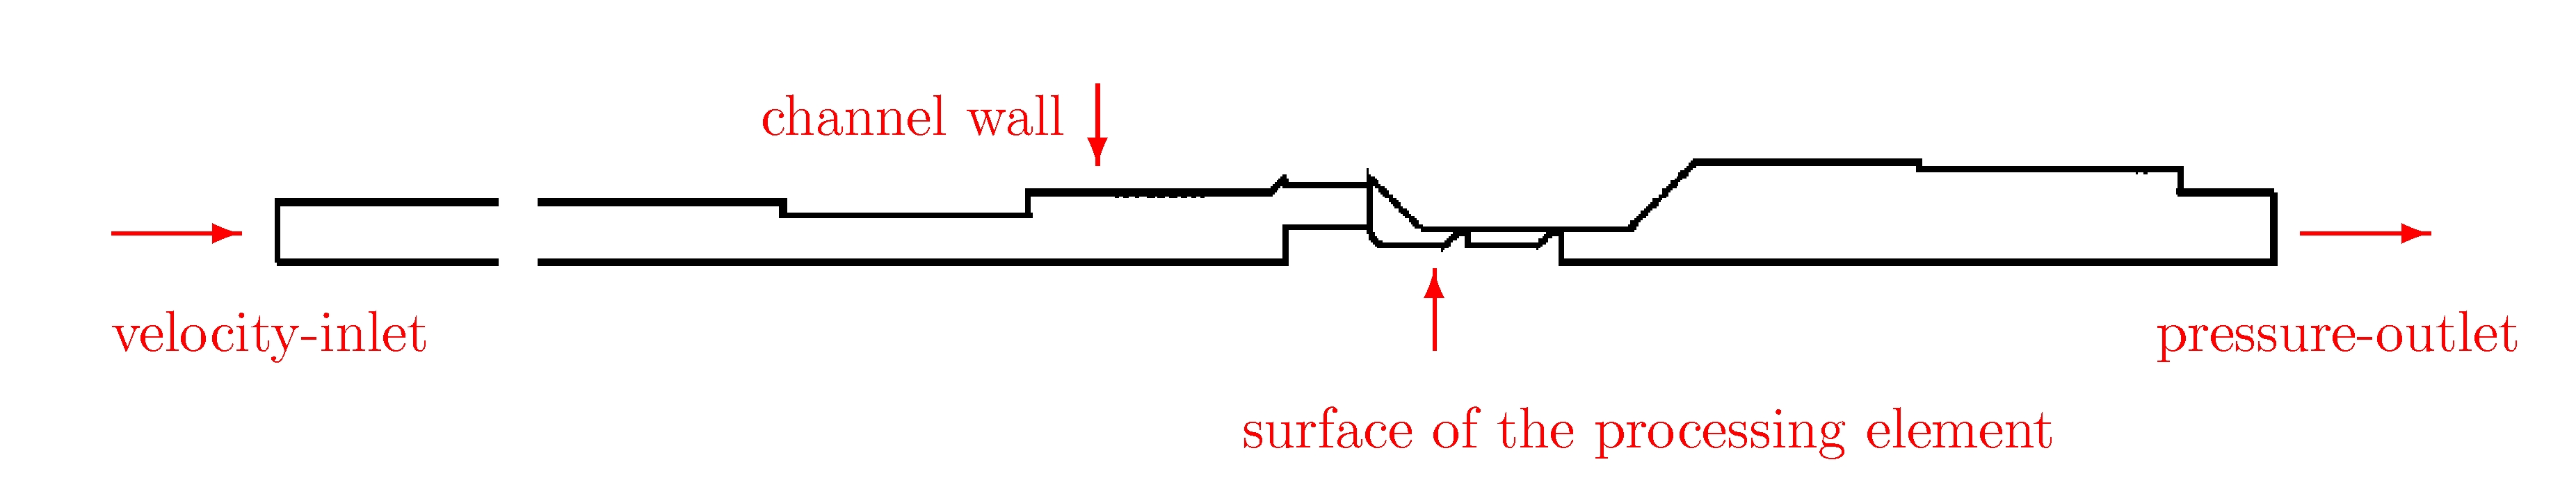 channel wall
velocity-inlet
pressure-outlet
surface of the processing element